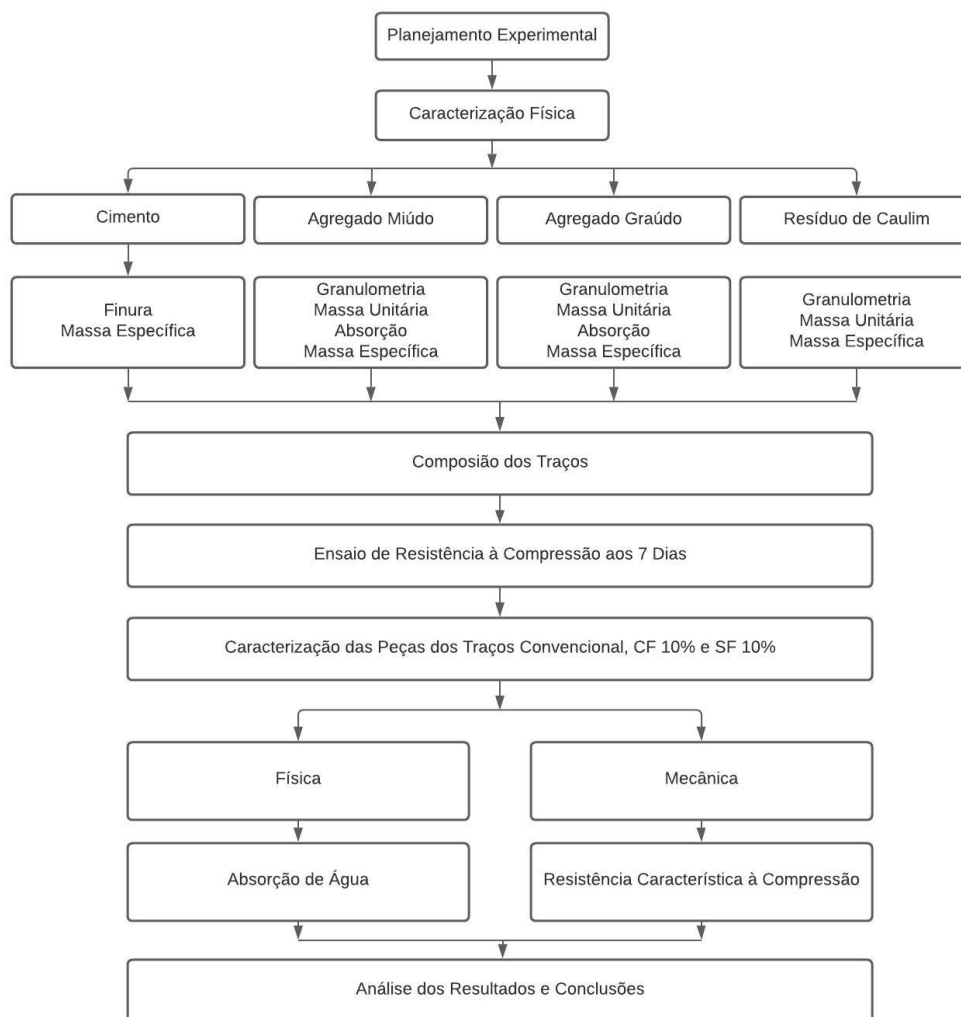 Planejamento Experimental
Caracterização Física
Cimento
Agregado Miúdo
Agregado Graúdo
Resíduo de Caulim
Finura
Massa Específica
Granulometria
Massa Unitária
Absorção
Massa Específica
Granulometria
Massa Unitária
Absorção
Massa Específica
Granulometria
Massa Unitária
Massa Específica
Composião dos Traços
Ensaio de Resistência à Compressão aos 7 Dias
Caracterização das Peças dos Traços Convencional, CF 10% e SF 10%
Física
Mecânica
Absorção de Água
Resistência Característica à Compressão
Análise dos Resultados e Conclusões